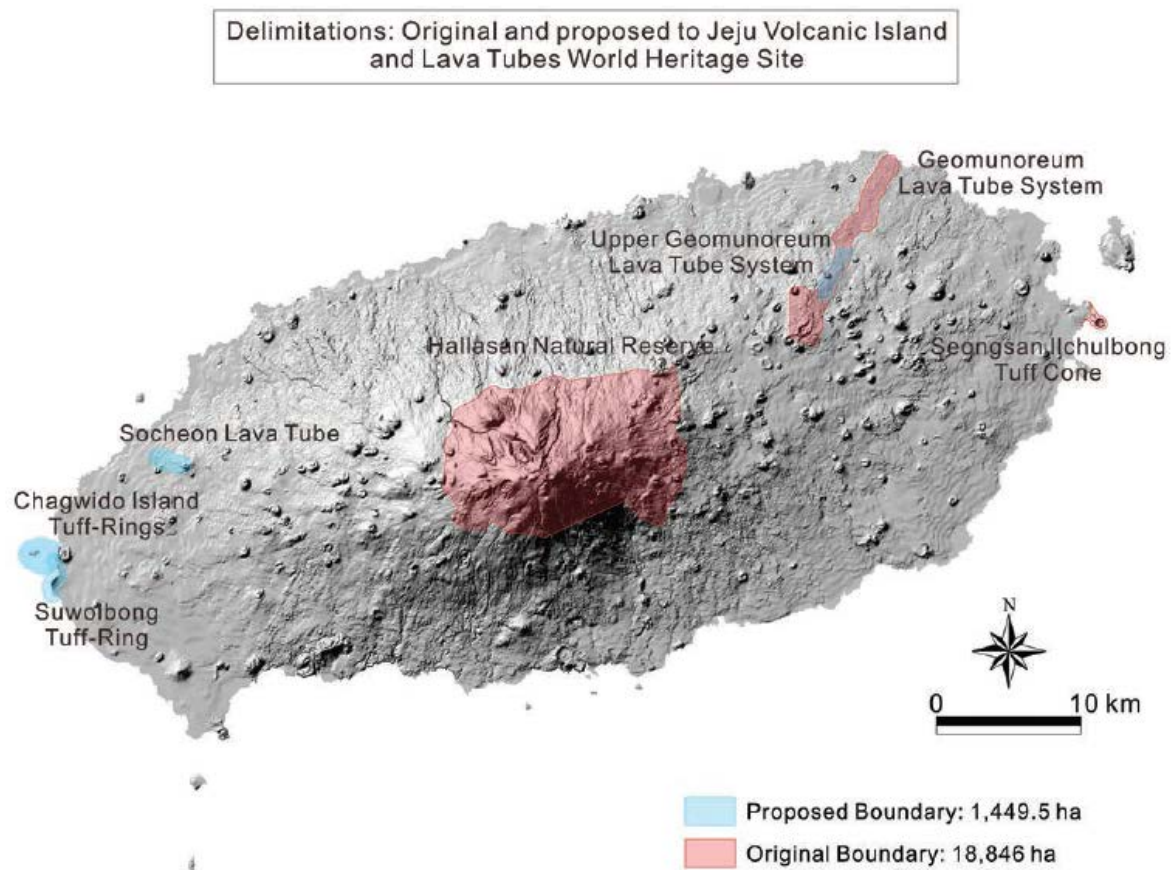 Delimitations: Original and proposed to Jeju Volcanic Island
and Lava Tubes World Heritage Site
Geomunoreum
Lava Tube System
Upper Geomunoreum
Lava Tube System
Hallasan Natural Reserve
Seongsan Ilchulbong
Tuff Cone
Socheon Lava Tube
Chagwido Island
Tuff-Rings
Suwolbong
Tuff-Ring
N
0 10 km
Proposed Boundary: 1,449.5 ha
Original Boundary: 18,846 ha